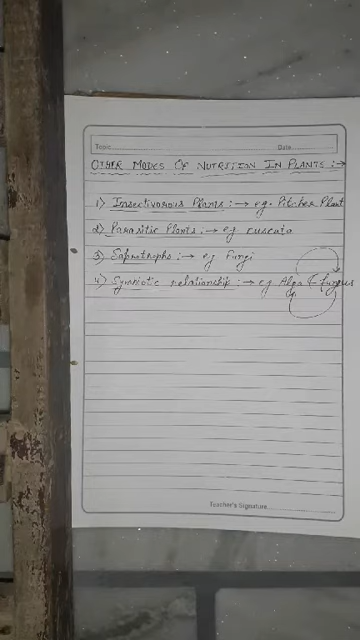 Topic Date
OTHER MODES OF NUTRITION IN PLANTS :→
1) Insectivorous Plants :→ eg. Pitcher Plant
2) Parasitic Plants :→ eg cuscuta
3) Saprotrophs :→ eg Fungi
4) Symbiotic relationship :→ eg Alga & fungus
Teacher's Signature